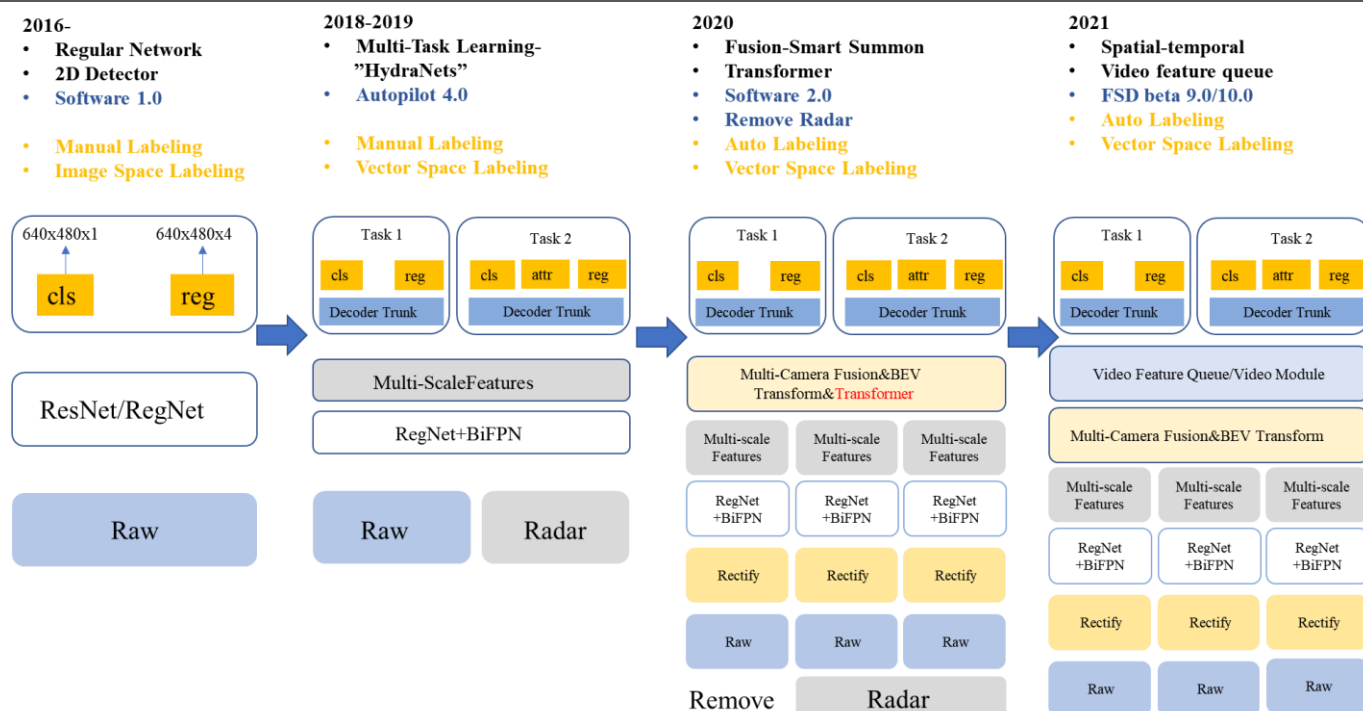 2016-
• Regular Network
• 2D Detector
• Software 1.0
• Manual Labeling
• Image Space Labeling
640x480x1
640x480x4
cls
reg
ResNet/RegNet
Raw
2018-2019
• Multi-Task Learning-
”HydraNets”
• Autopilot 4.0
• Manual Labeling
• Vector Space Labeling
Task 1
cls
reg
Decoder Trunk
Task 2
cls
attr
reg
Decoder Trunk
Multi-ScaleFeatures
RegNet+BiFPN
Raw
Radar
2020
• Fusion-Smart Summon
• Transformer
• Software 2.0
• Remove Radar
• Auto Labeling
• Vector Space Labeling
Task 1
cls
reg
Decoder Trunk
Task 2
cls
attr
reg
Decoder Trunk
Multi-Camera Fusion&BEV
Transform&Transformer
Multi-scale
Features
Multi-scale
Features
Multi-scale
Features
RegNet
+BiFPN
RegNet
+BiFPN
RegNet
+BiFPN
Rectify
Rectify
Rectify
Raw
Raw
Raw
Remove
Radar
2021
• Spatial-temporal
• Video feature queue
• FSD beta 9.0/10.0
• Auto Labeling
• Vector Space Labeling
Task 1
cls
reg
Decoder Trunk
Task 2
cls
attr
reg
Decoder Trunk
Video Feature Queue/Video Module
Multi-Camera Fusion&BEV Transform
Multi-scale
Features
Multi-scale
Features
Multi-scale
Features
RegNet
+BiFPN
RegNet
+BiFPN
RegNet
+BiFPN
Rectify
Rectify
Rectify
Raw
Raw
Raw